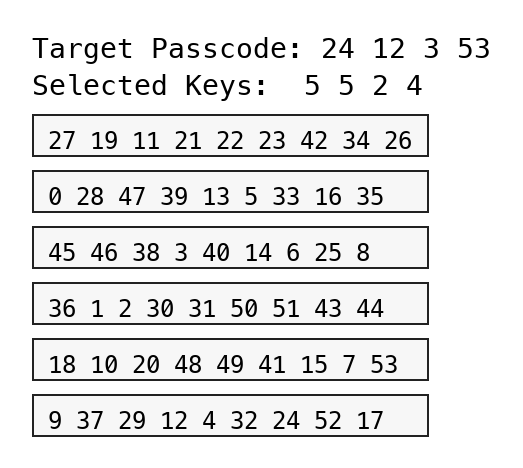 Target Passcode: 24 12 3 53
Selected Keys: 5 5 2 4
27 19 11 21 22 23 42 34 26
0 28 47 39 13 5 33 16 35
45 46 38 3 40 14 6 25 8
36 1 2 30 31 50 51 43 44
18 10 20 48 49 41 15 7 53
9 37 29 12 4 32 24 52 17